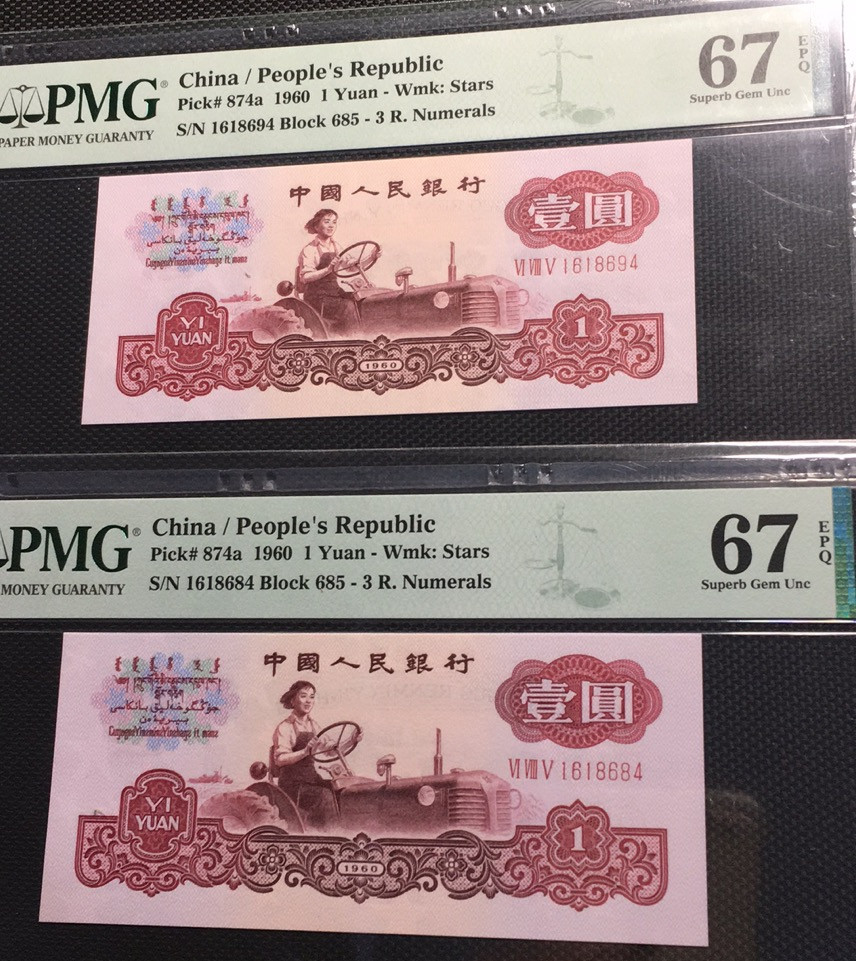 PMG®
PAPER MONEY GUARANTY
China / People's Republic
Pick# 874a 1960 1 Yuan - Wmk: Stars
S/N 1618694 Block 685 - 3 R. Numerals
67
EPQ
Superb Gem Unc
中國人民銀行
壹圓
VI VIII V 1618694
YI
YUAN
1960
1
PMG®
MONEY GUARANTY
China / People's Republic
Pick# 874a 1960 1 Yuan - Wmk: Stars
S/N 1618684 Block 685 - 3 R. Numerals
67
EPQ
Superb Gem Unc
中國人民銀行
壹圓
VI VIII V 1618684
YI
YUAN
1960
1